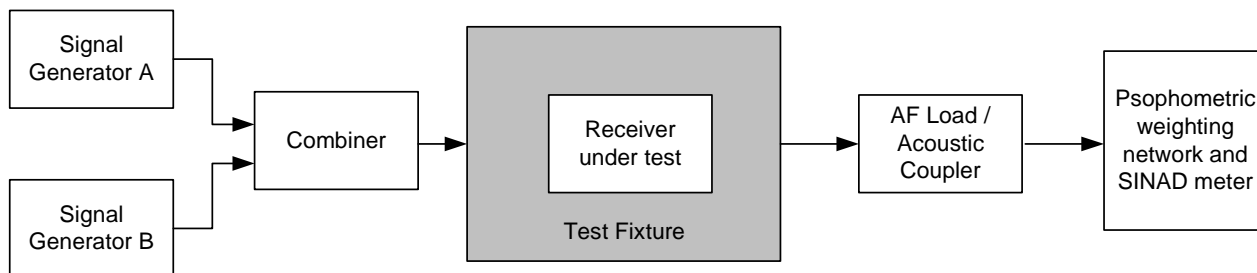 Signal
Generator A
Signal
Generator B
Combiner
Receiver
under test
Test Fixture
AF Load /
Acoustic
Coupler
Psophometric
weighting
network and
SINAD meter